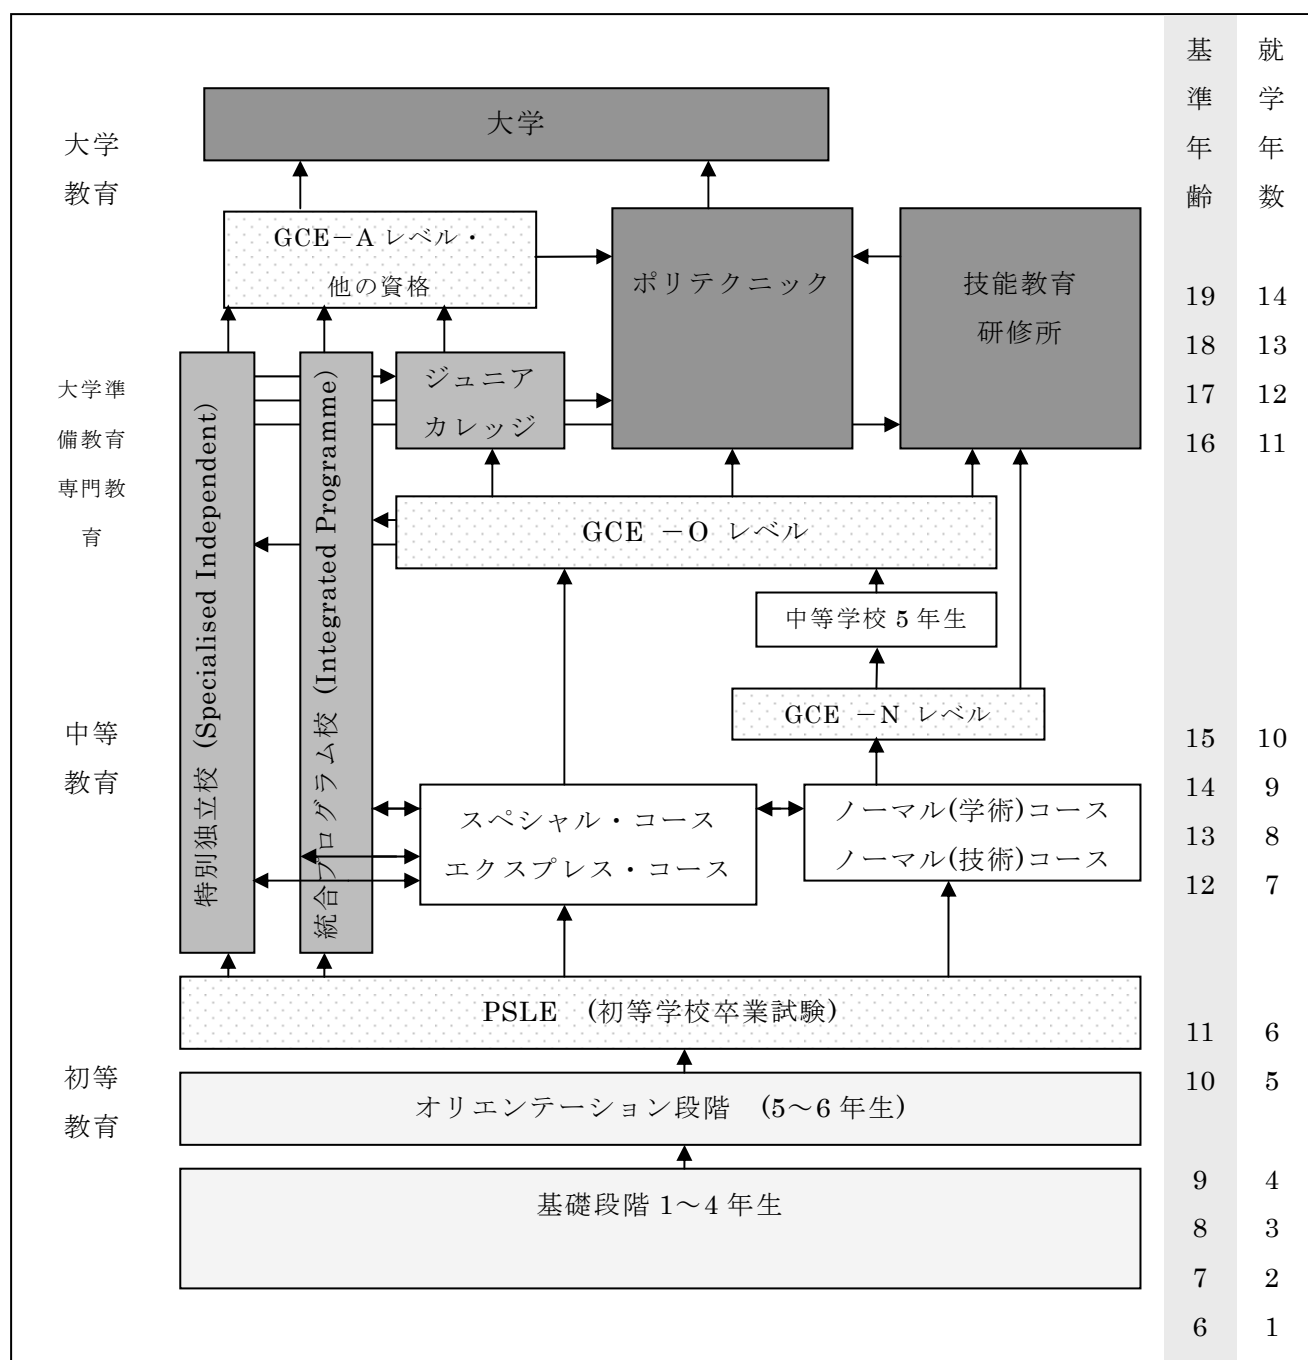 基準年齢
就学年数
大学
大学
教育
GCE－A レベル・
他の資格
ポリテクニック
技能教育
研修所
19 14
18 13
17 12
16 11
大学準
備教育
専門教
育
ジュニア
カレッジ
特別独立校 (Specialised Independent)
統合プログラム校 (Integrated Programme)
GCE －O レベル
中等学校 5 年生
GCE －N レベル
中等
教育
15 10
14 9
13 8
12 7
スペシャル・コース
エクスプレス・コース
ノーマル(学術)コース
ノーマル(技術)コース
PSLE (初等学校卒業試験)
11 6
10 5
初等
教育
オリエンテーション段階 (5～6 年生)
基礎段階 1～4 年生
9 4
8 3
7 2
6 1